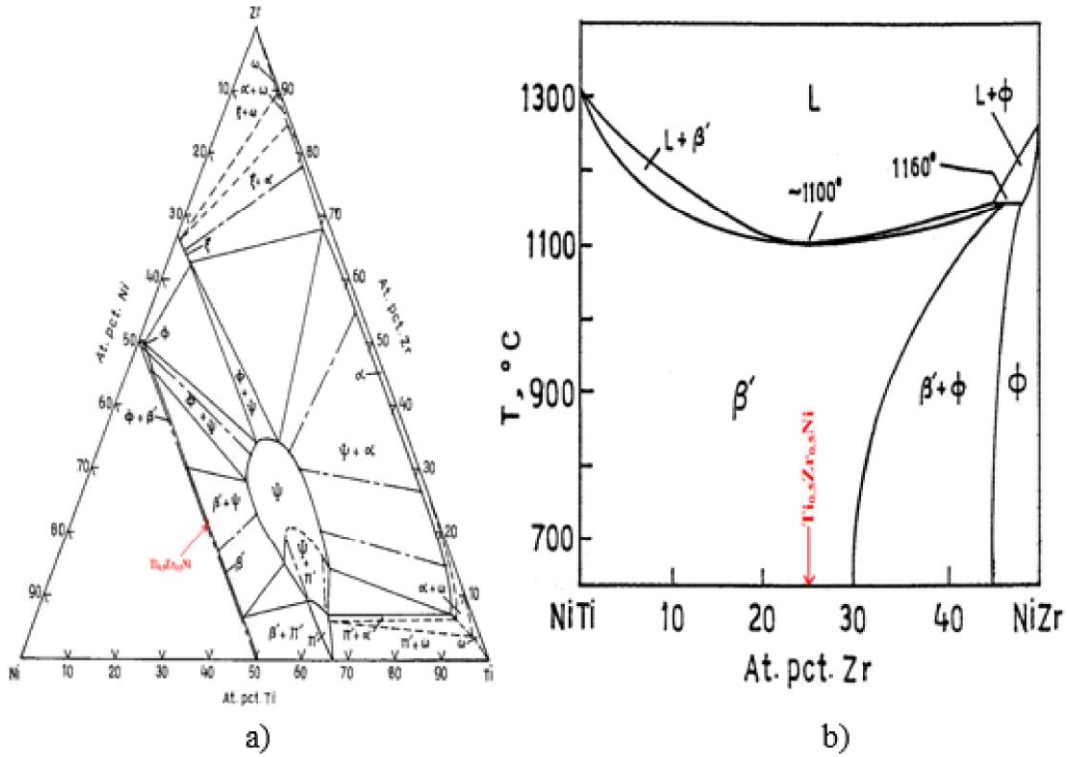 Zr
ω
10
90
α+ω
ξ+ω
20
80
ξ+α
30
70
ξ
40
60
At. pct. Ni
At. pct. Zr
50
50
ϕ
α
60
40
ϕ+ψ
ϕ+ψ
ϕ+β'
ψ+α
70
30
ψ
β'+ψ
80
20
Ti₀.₅Zr₀.₅Ni
β'
ψ+π'
90
10
α+ω
β'+π'
π'
π'+α
π'+ω
ω
Ni
10
20
30
40
50
60
70
80
90
Ti
At. pct. Ti
a)
L
L+ϕ
1300
L+β'
1160°
~1100°
1100
T, °C
900
β'
β'+ϕ
ϕ
Ti₀.₅Zr₀.₅Ni
700
NiTi
10
20
30
40
NiZr
At. pct. Zr
b)